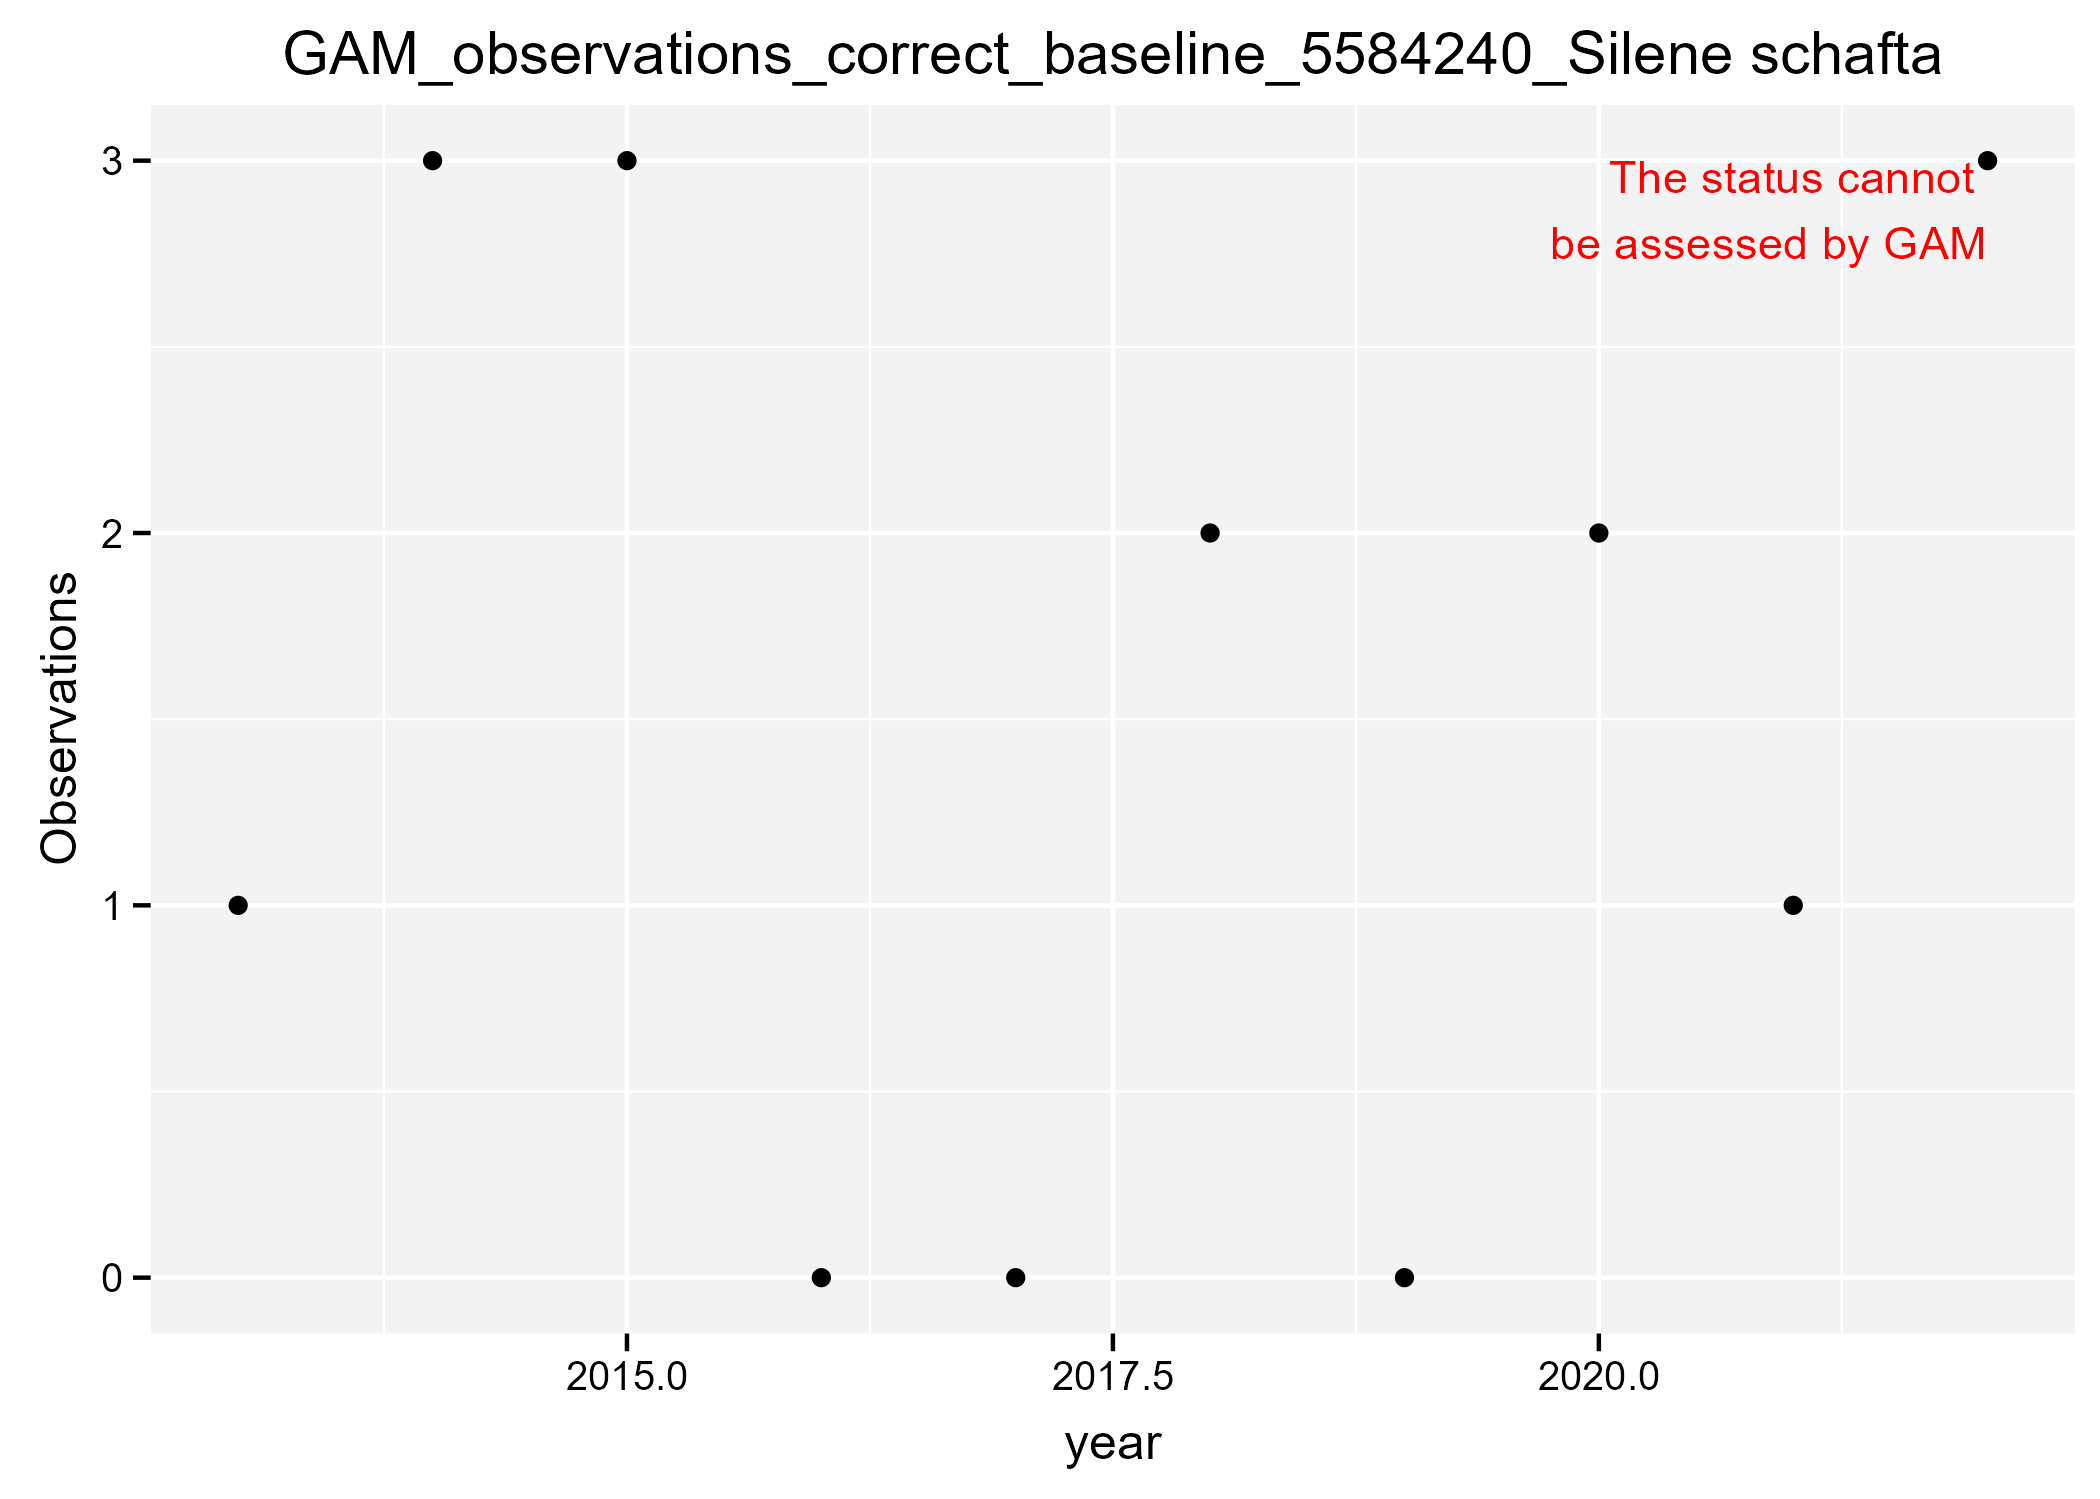 GAM_observations_correct_baseline_5584240_Silene schafta
3
The status cannot
be assessed by GAM
2
Observations
1
0
2015.0 2017.5 2020.0
year